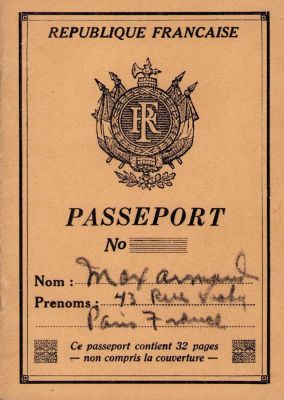 REPUBLIQUE FRANCAISE
RF
PASSEPORT
No
Nom : Max Armand
Prenoms : 43 Rue
Paris France
Ce passeport contient 32 pages
— non compris la couverture —